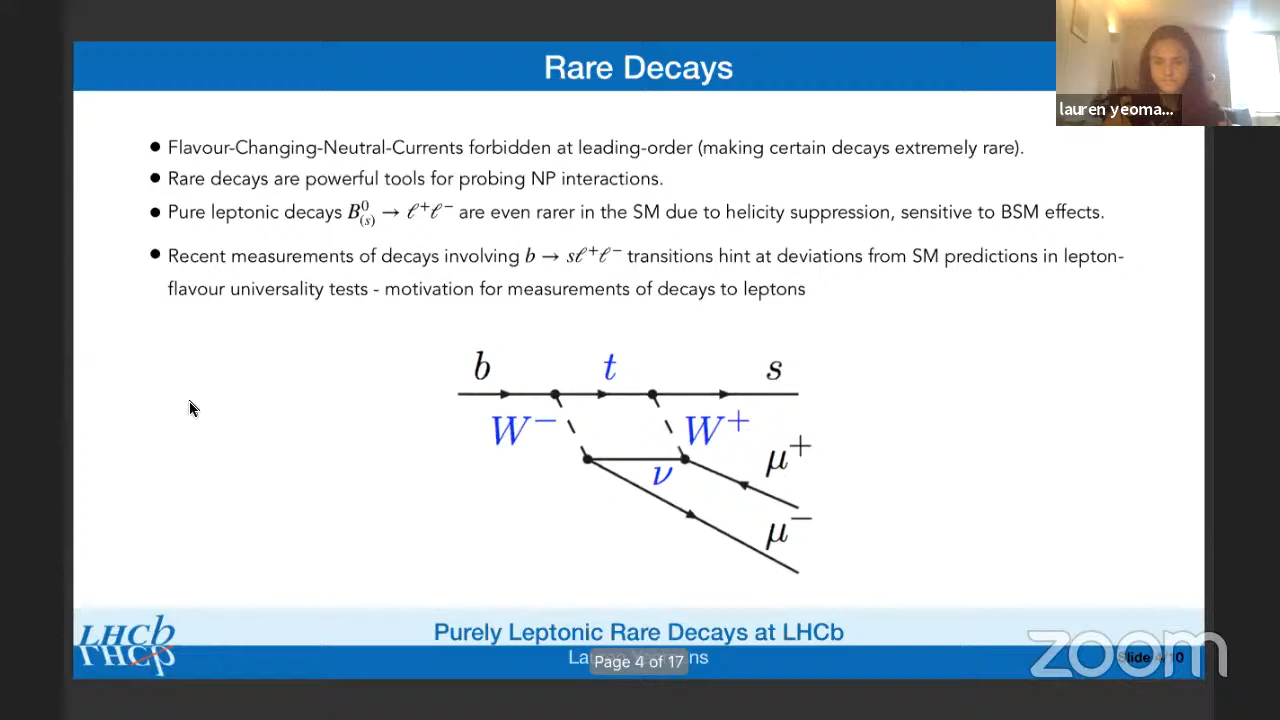 Rare Decays
lauren yeoma...
● Flavour-Changing-Neutral-Currents forbidden at leading-order (making certain decays extremely rare).
● Rare decays are powerful tools for probing NP interactions.
● Pure leptonic decays B⁰₍ₛ₎ → ℓ⁺ℓ⁻ are even rarer in the SM due to helicity suppression, sensitive to BSM effects.
● Recent measurements of decays involving b → sℓ⁺ℓ⁻ transitions hint at deviations from SM predictions in lepton-
flavour universality tests - motivation for measurements of decays to leptons
b t s
W⁻ W⁺
ν μ⁺
μ⁻
LHCb
Purely Leptonic Rare Decays at LHCb
Page 4 of 17
zoom